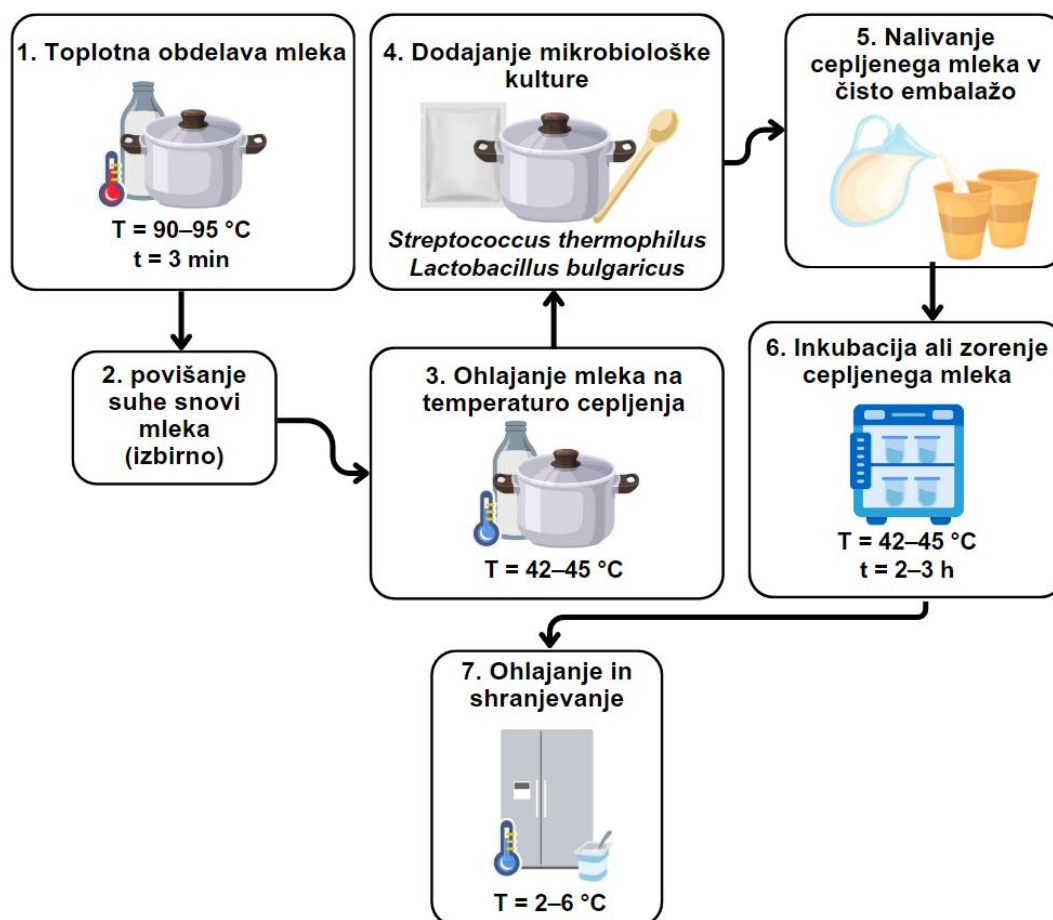 1. Toplotna obdelava mleka
T = 90–95 °C
t = 3 min
2. povišanje
suhe snovi
mleka
(izbirno)
3. Ohlajanje mleka na
temperaturo cepljenja
T = 42–45 °C
4. Dodajanje mikrobiološke
kulture
Streptococcus thermophilus
Lactobacillus bulgaricus
5. Nalivanje
cepljenega mleka v
čisto embalažo
6. Inkubacija ali zorenje
cepljenega mleka
T = 42–45 °C
t = 2–3 h
7. Ohlajanje in
shranjevanje
T = 2–6 °C